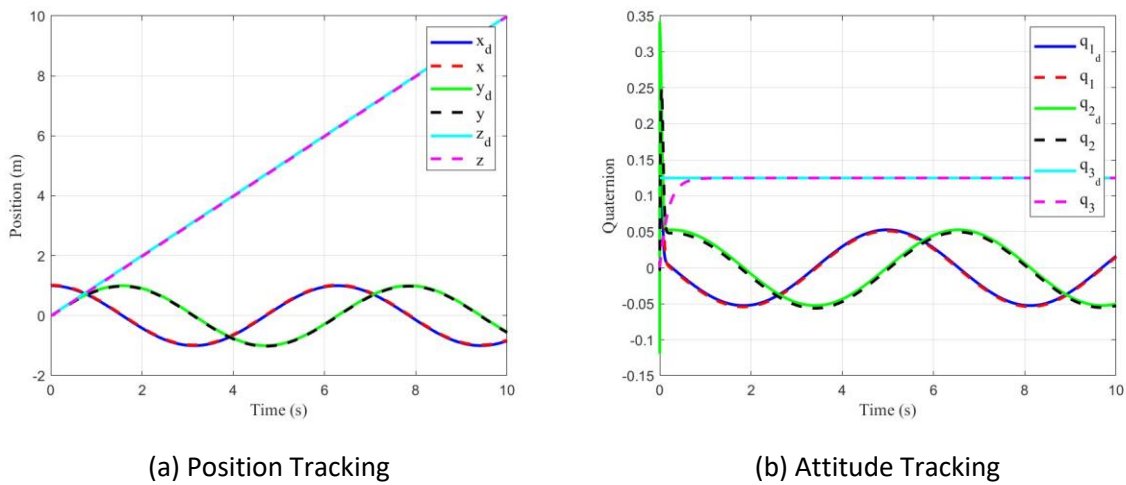 10
8
6
4
2
0
-2
Position (m)
0 2 4 6 8 10
Time (s)
x_d
x
y_d
y
z_d
z
(a) Position Tracking
0.35
0.3
0.25
0.2
0.15
0.1
0.05
0
-0.05
-0.1
-0.15
Quaternion
0 2 4 6 8 10
Time (s)
q_1_d
q_1
q_2_d
q_2
q_3_d
q_3
(b) Attitude Tracking